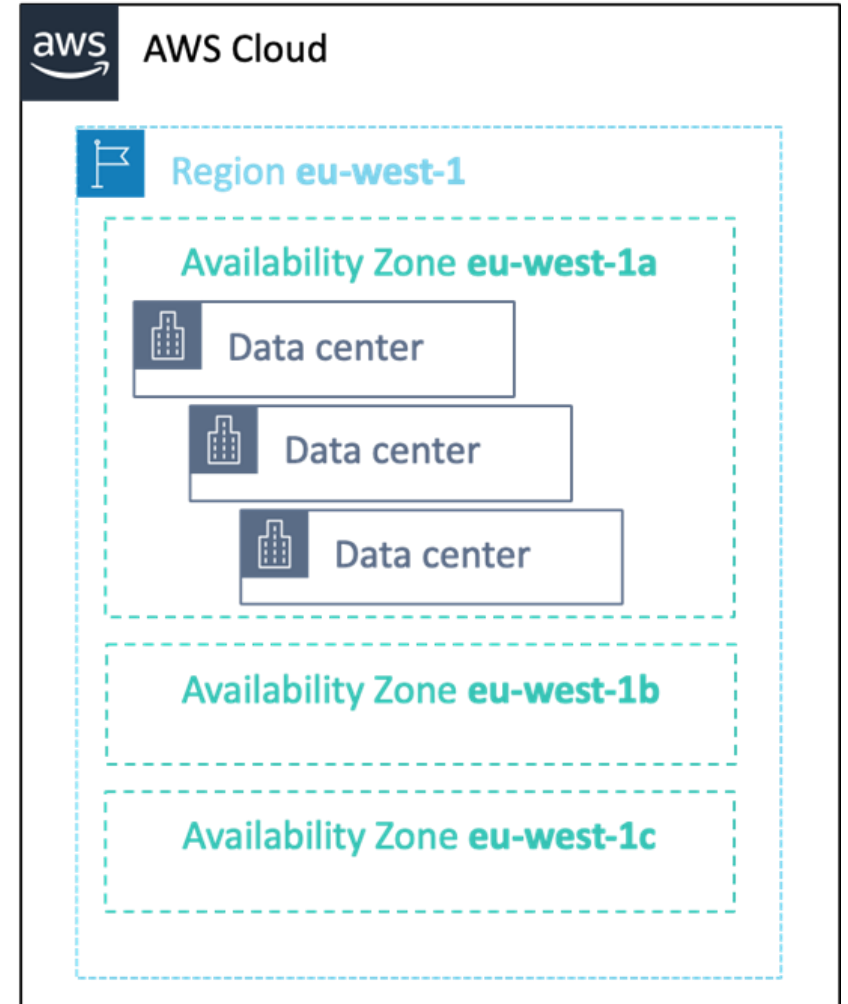 aws
AWS Cloud
Region eu-west-1
Availability Zone eu-west-1a
Data center
Data center
Data center
Availability Zone eu-west-1b
Availability Zone eu-west-1c